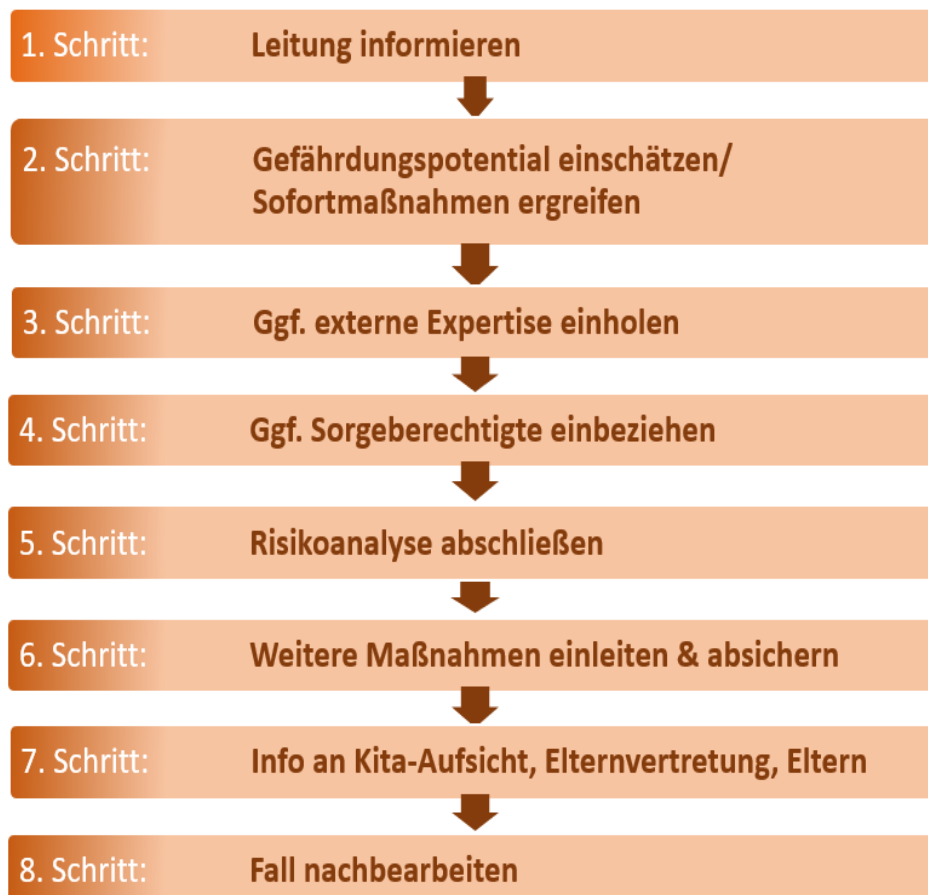 1. Schritt: Leitung informieren
2. Schritt: Gefährdungspotential einschätzen/
Sofortmaßnahmen ergreifen
3. Schritt: Ggf. externe Expertise einholen
4. Schritt: Ggf. Sorgeberechtigte einbeziehen
5. Schritt: Risikoanalyse abschließen
6. Schritt: Weitere Maßnahmen einleiten & absichern
7. Schritt: Info an Kita-Aufsicht, Elternvertretung, Eltern
8. Schritt: Fall nachbearbeiten